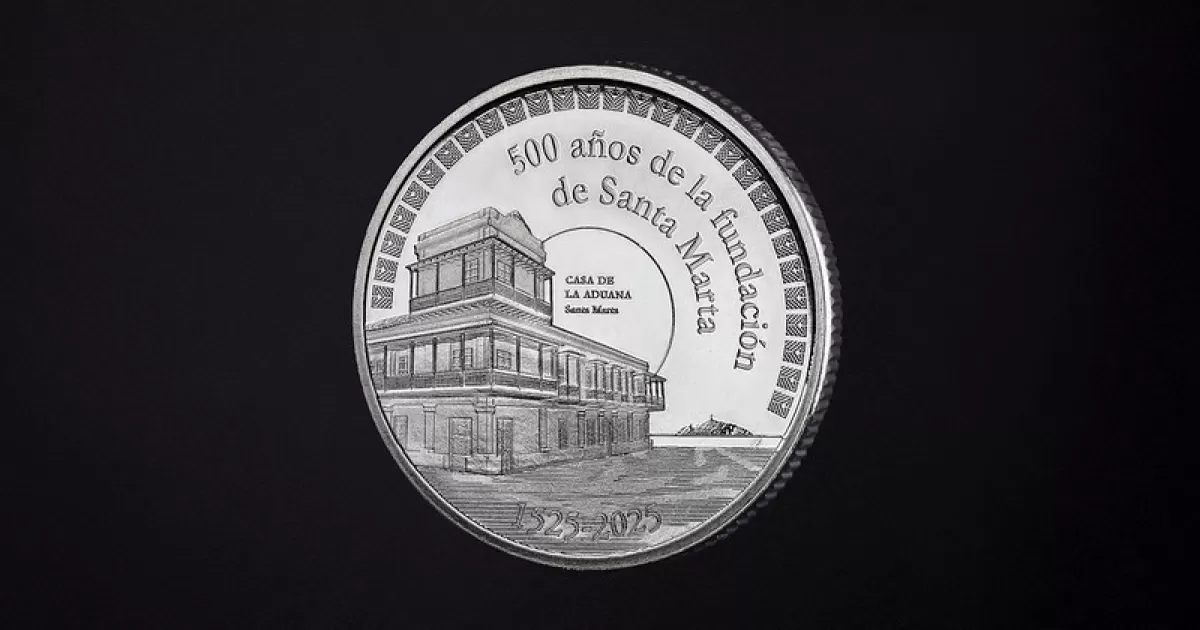 500 años de la fundación
de Santa Marta
CASA DE
LA ADUANA
Santa Marta
1525-2025